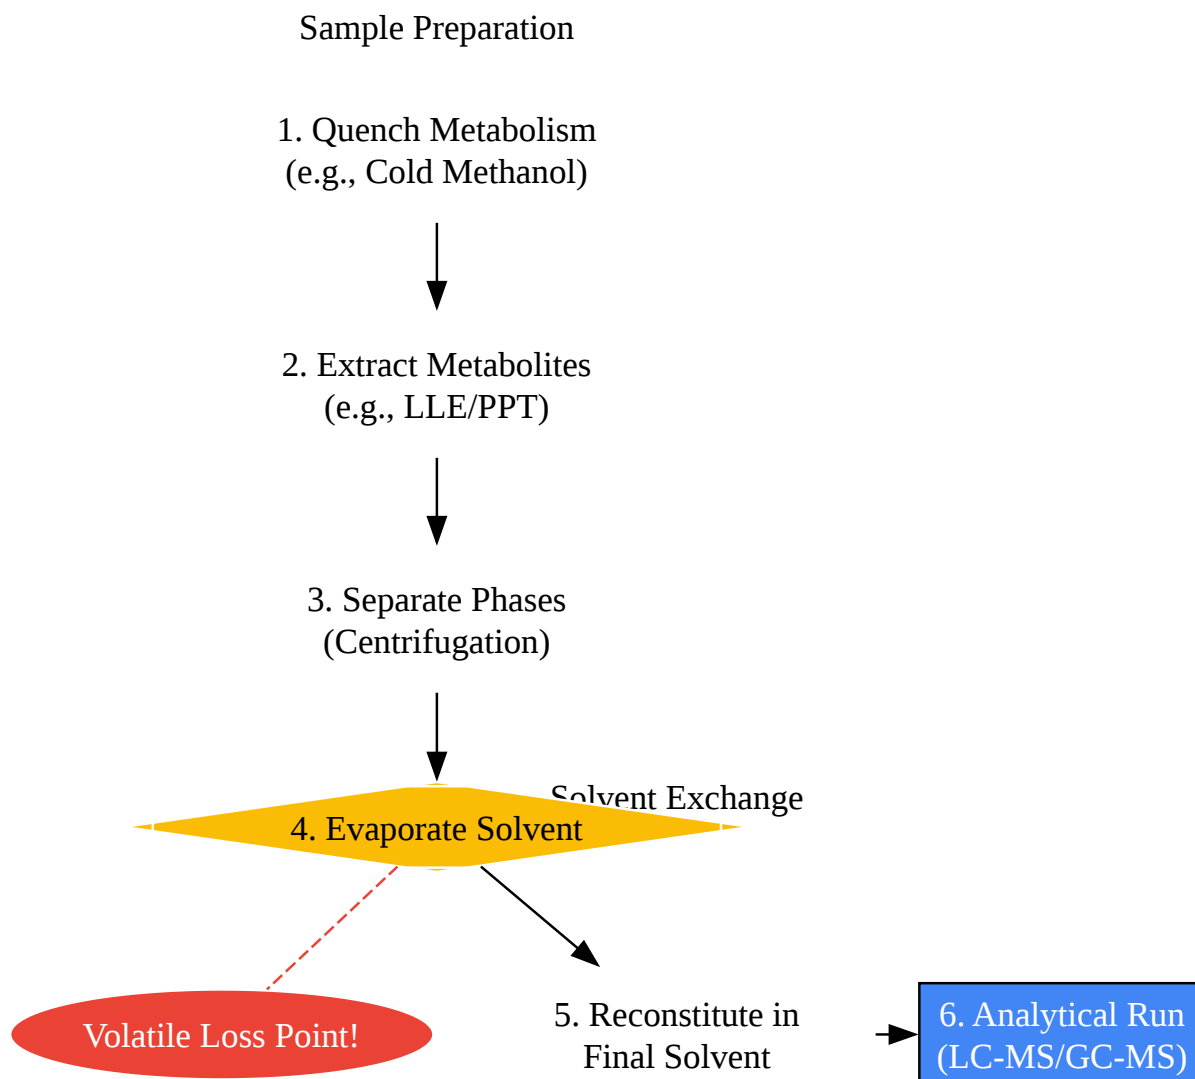 Sample Preparation
1. Quench Metabolism
(e.g., Cold Methanol)
2. Extract Metabolites
(e.g., LLE/PPT)
3. Separate Phases
(Centrifugation)
Solvent Exchange
4. Evaporate Solvent
Volatile Loss Point!
5. Reconstitute in
Final Solvent
6. Analytical Run
(LC-MS/GC-MS)